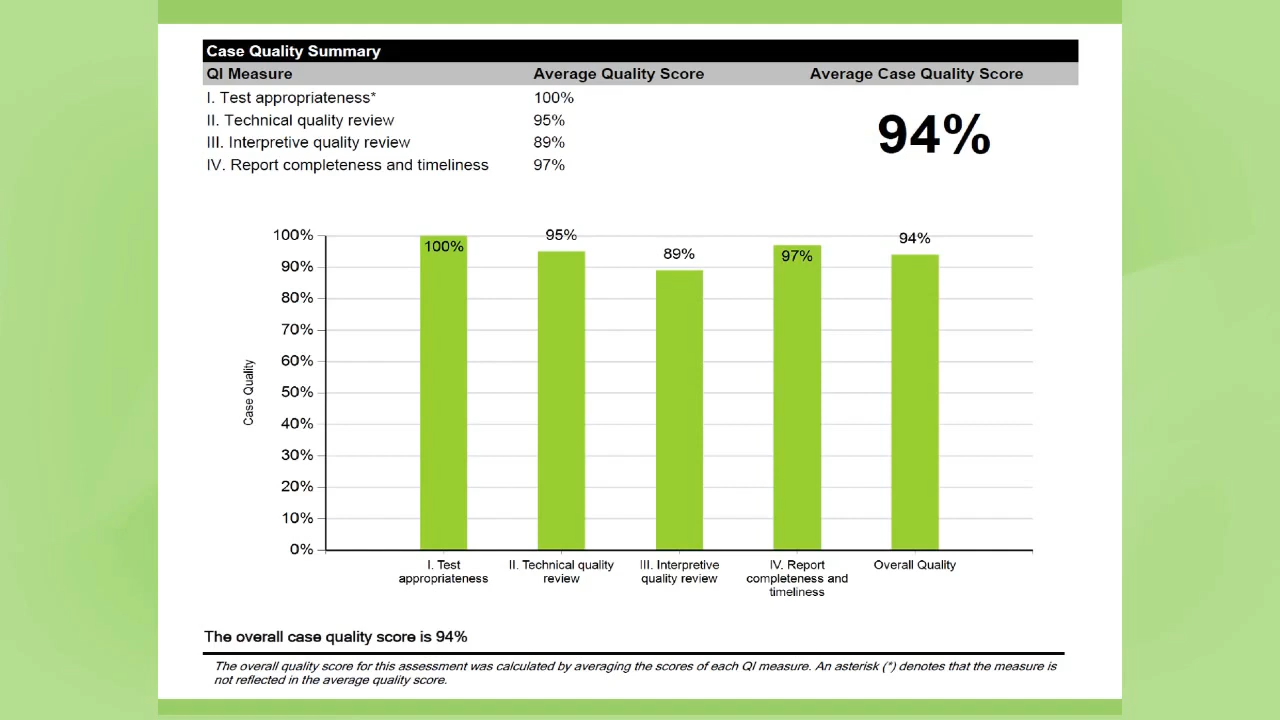 Case Quality Summary
QI Measure Average Quality Score Average Case Quality Score
I. Test appropriateness* 100%
II. Technical quality review 95%
III. Interpretive quality review 89%
IV. Report completeness and timeliness 97%
94%
100%
90%
80%
70%
60%
50%
40%
30%
20%
10%
0%
Case Quality
100%
95%
89%
97%
94%
I. Test
appropriateness
II. Technical quality
review
III. Interpretive
quality review
IV. Report
completeness and
timeliness
Overall Quality
The overall case quality score is 94%
The overall quality score for this assessment was calculated by averaging the scores of each QI measure. An asterisk (*) denotes that the measure is
not reflected in the average quality score.